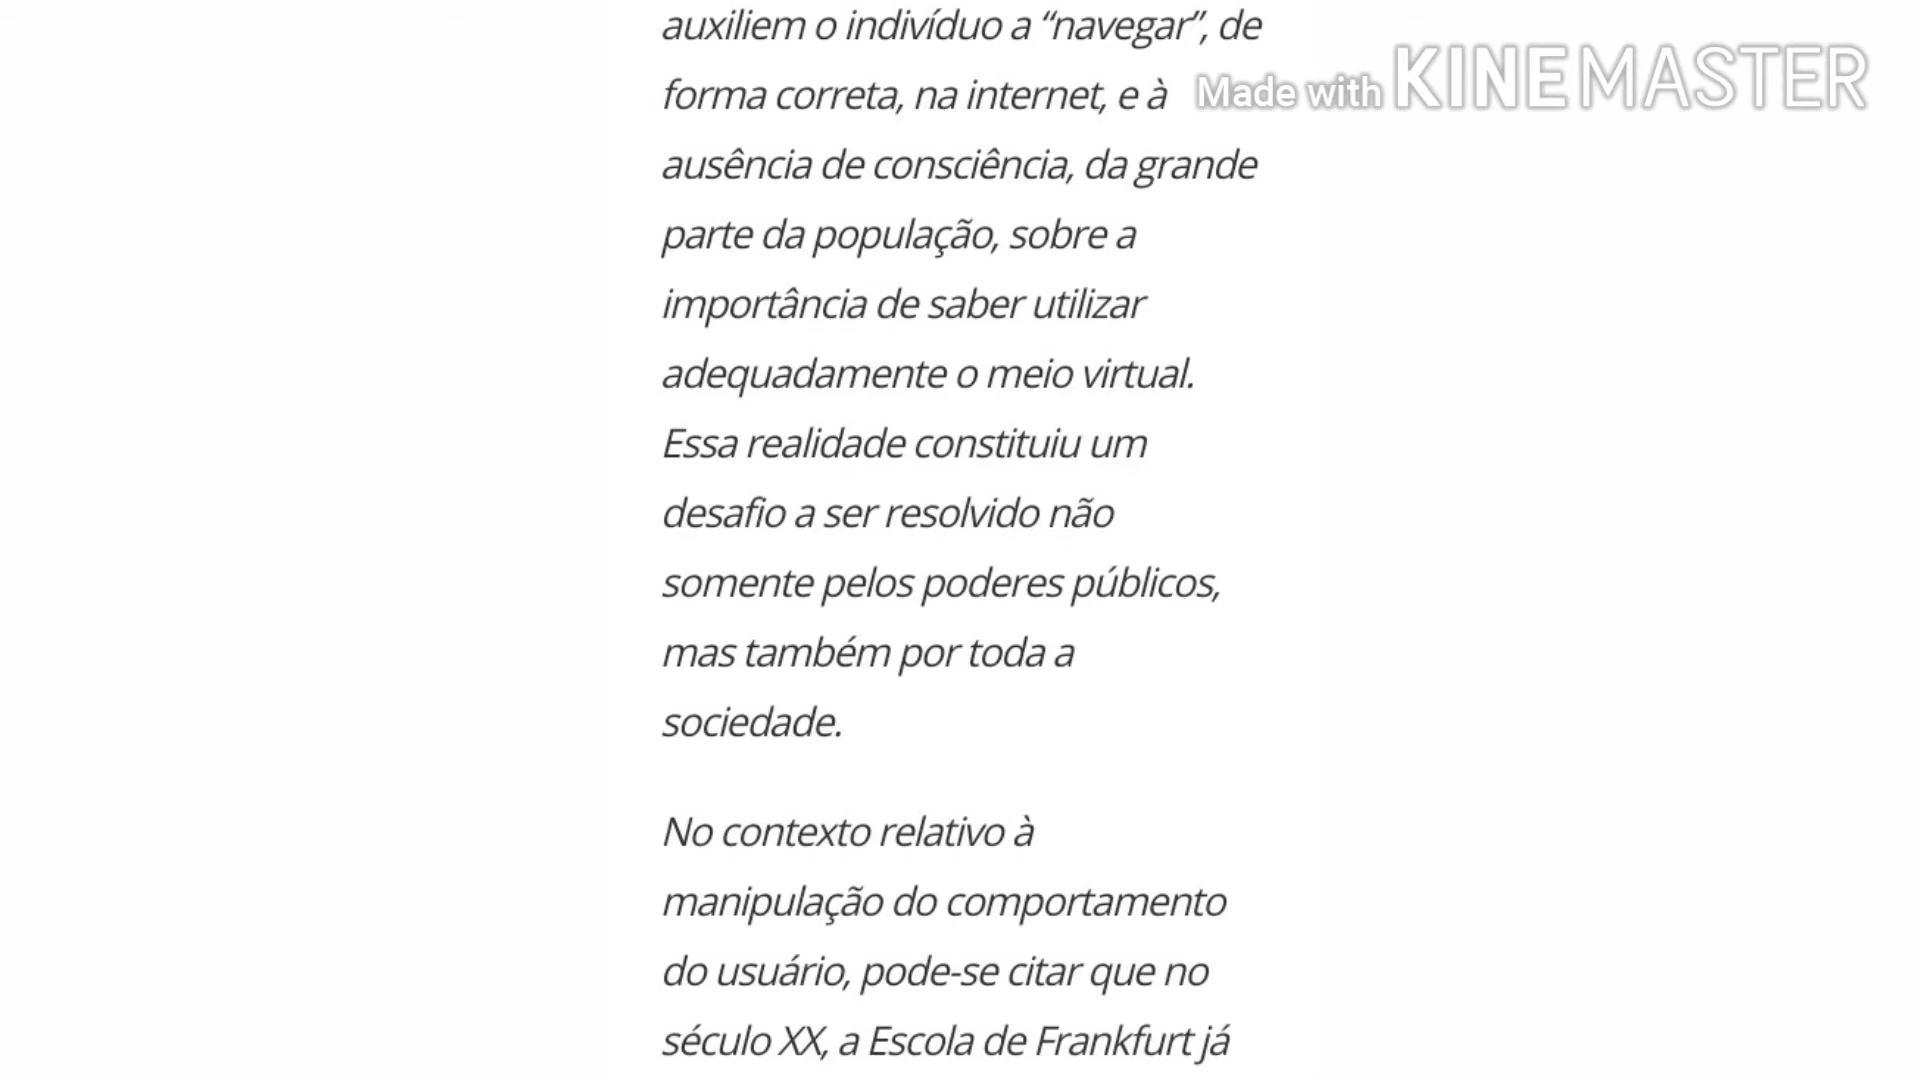 auxiliem o indivíduo a “navegar”, de
forma correta, na internet, e à
Made with KINEMASTER
ausência de consciência, da grande
parte da população, sobre a
importância de saber utilizar
adequadamente o meio virtual.
Essa realidade constituiu um
desafio a ser resolvido não
somente pelos poderes públicos,
mas também por toda a
sociedade.
No contexto relativo à
manipulação do comportamento
do usuário, pode-se citar que no
século XX, a Escola de Frankfurt já